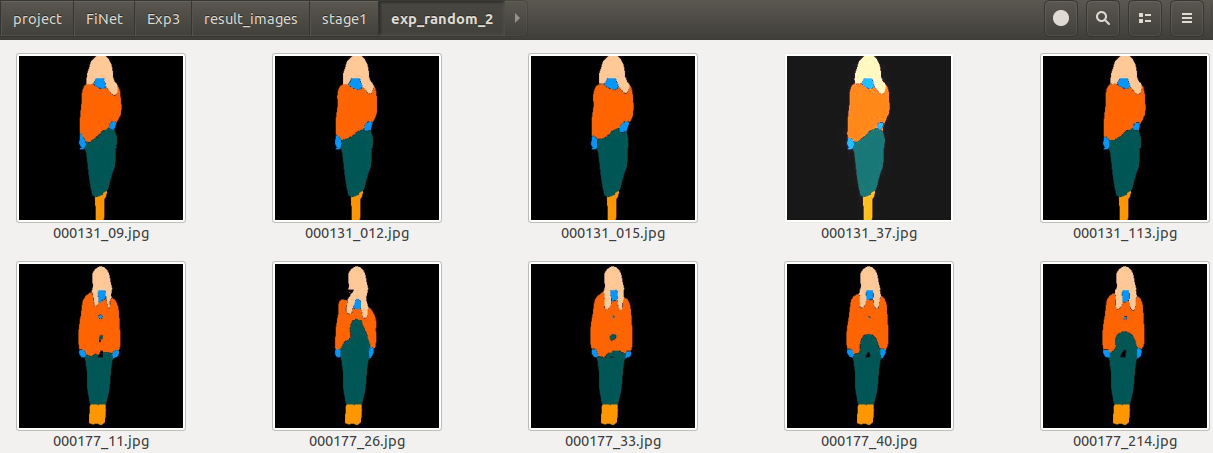 project FiNet Exp3 result_images stage1 exp_random_2
000131_09.jpg 000131_012.jpg 000131_015.jpg 000131_37.jpg 000131_113.jpg
000177_11.jpg 000177_26.jpg 000177_33.jpg 000177_40.jpg 000177_214.jpg